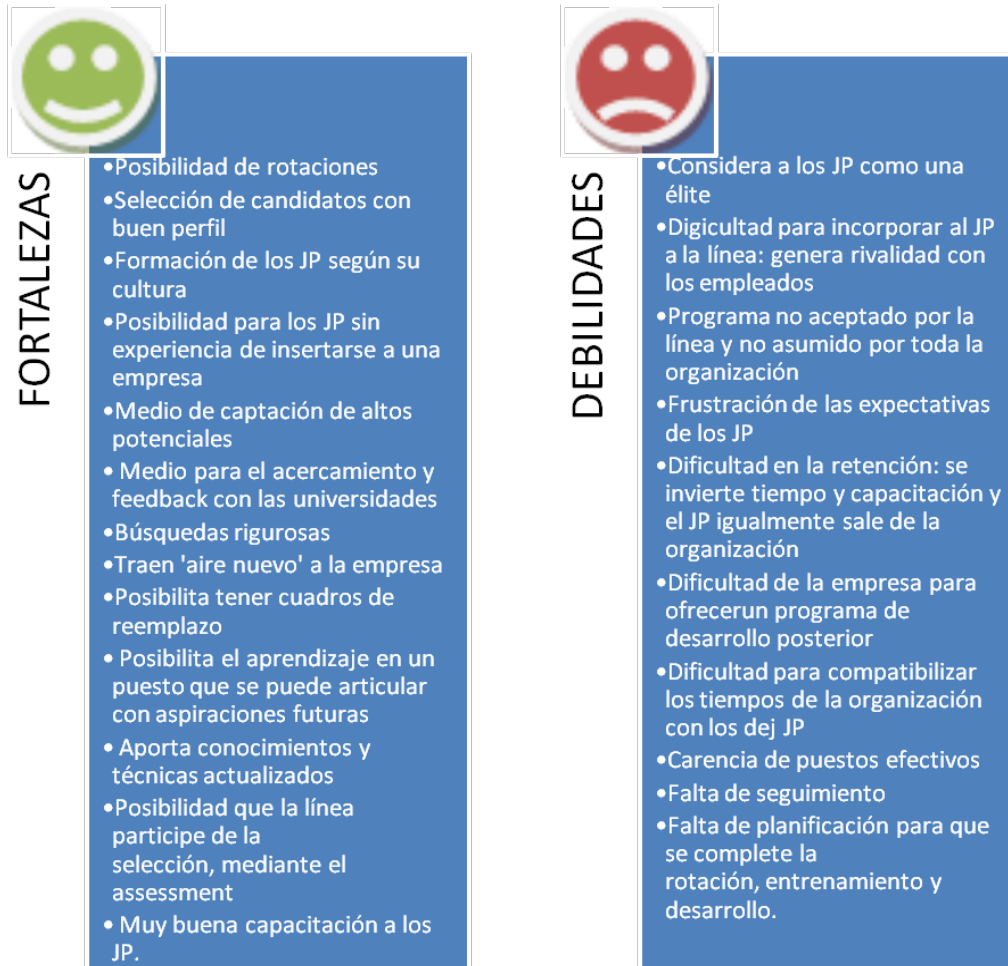 FORTALEZAS
•Posibilidad de rotaciones
•Selección de candidatos con
buen perfil
•Formación de los JP según su
cultura
•Posibilidad para los JP sin
experiencia de insertarse a una
empresa
•Medio de captación de altos
potenciales
• Medio para el acercamiento y
feedback con las universidades
•Búsquedas rigurosas
•Traen 'aire nuevo' a la empresa
•Posibilita tener cuadros de
reemplazo
• Posibilita el aprendizaje en un
puesto que se puede articular
con aspiraciones futuras
• Aporta conocimientos y
técnicas actualizados
•Posibilidad que la línea
participe de la
selección, mediante el
assessment
• Muy buena capacitación a los
JP.
DEBILIDADES
•Considera a los JP como una
élite
•Digicultad para incorporar al JP
a la línea: genera rivalidad con
los empleados
•Programa no aceptado por la
línea y no asumido por toda la
organización
•Frustración de las expectativas
de los JP
•Dificultad en la retención: se
invierte tiempo y capacitación y
el JP igualmente sale de la
organización
•Dificultad de la empresa para
ofrecerun programa de
desarrollo posterior
•Dificultad para compatibilizar
los tiempos de la organización
con los dej JP
•Carencia de puestos efectivos
•Falta de seguimiento
•Falta de planificación para que
se complete la
rotación, entrenamiento y
desarrollo.